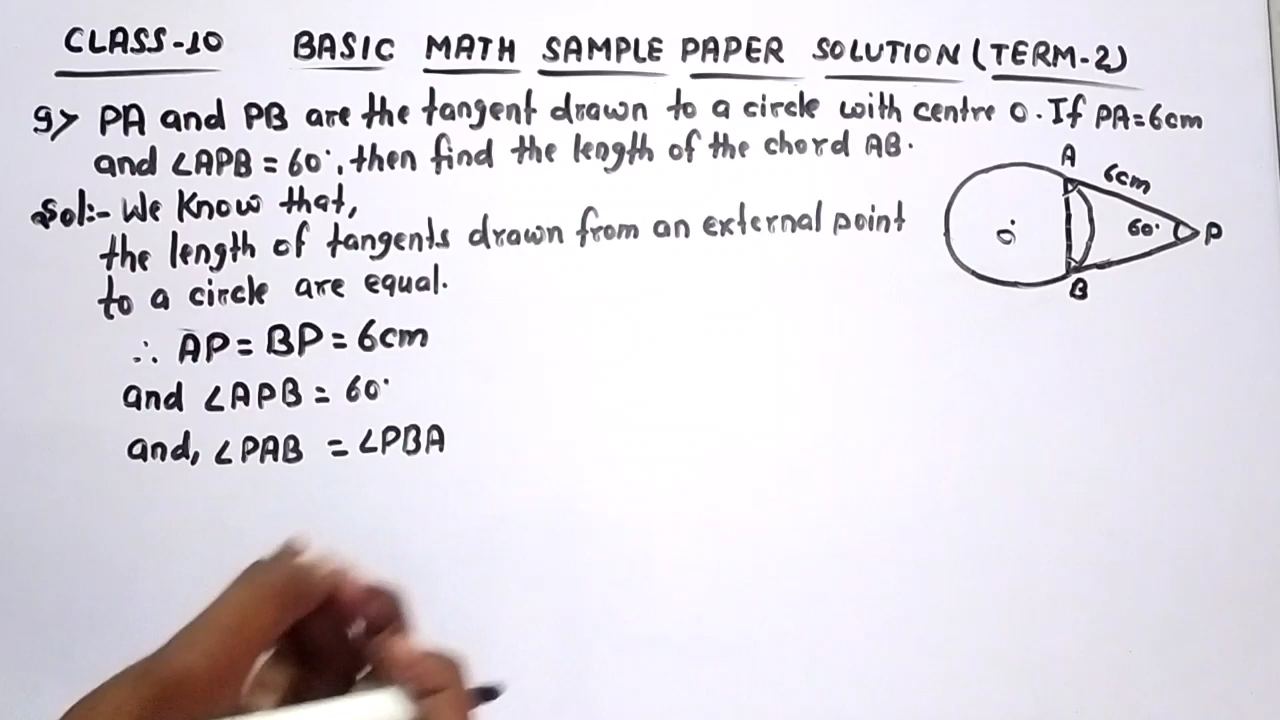 CLASS-10 BASIC MATH SAMPLE PAPER SOLUTION (TERM-2)
9> PA and PB are the tangent drawn to a circle with centre O. If PA=6cm
and ∠APB = 60°, then find the length of the chord AB.
Sol:- We Know that,
the length of tangents drawn from an external point
to a circle are equal.
∴ AP = BP = 6cm
and ∠APB = 60°
and, ∠PAB = ∠PBA
A
6cm
60°
P
O
B